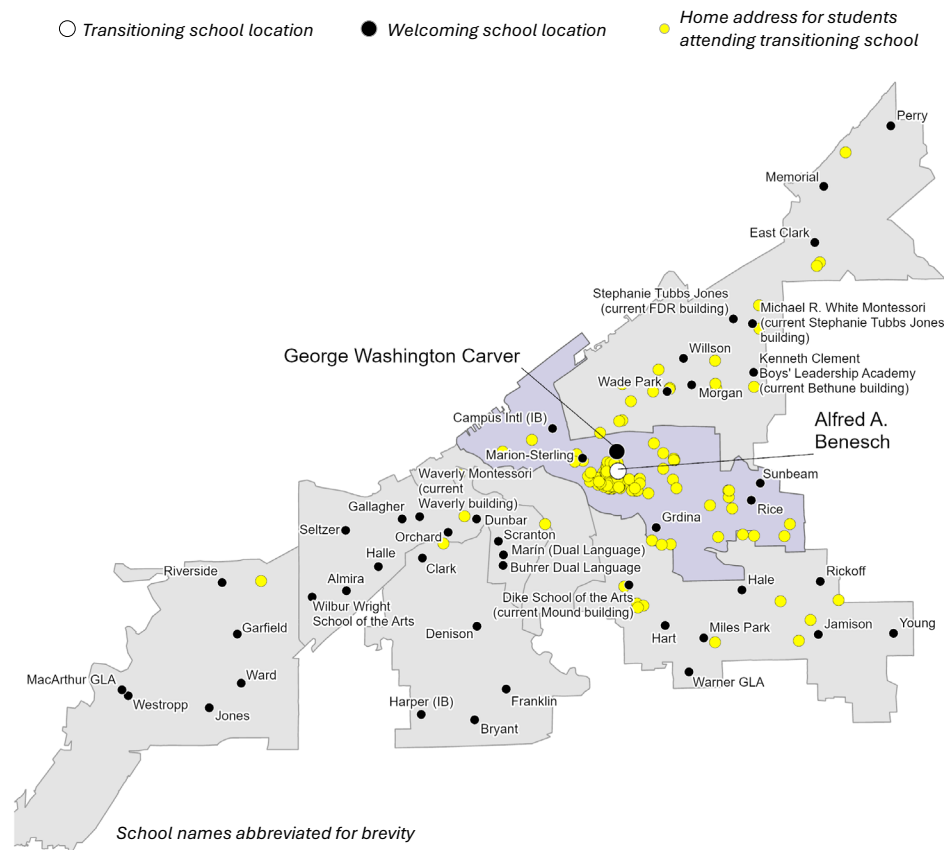 Transitioning school location
Welcoming school location
Home address for students
attending transitioning school
Perry
Memorial
East Clark
Stephanie Tubbs Jones
(current FDR building)
Michael R. White Montessori
(current Stephanie Tubbs Jones
building)
George Washington Carver
Willson
Kenneth Clement
Boys' Leadership Academy
(current Bethune building)
Wade Park
Morgan
Campus Intl (IB)
Alfred A.
Benesch
Marion-Sterling
Waverly Montessori
(current
Waverly building)
Sunbeam
Rice
Gallagher
Dunbar
Grdina
Seltzer
Orchard
Scranton
Marín (Dual Language)
Halle
Clark
Buhrer Dual Language
Riverside
Almira
Hale
Rickoff
Wilbur Wright
School of the Arts
Dike School of the Arts
(current Mound building)
Garfield
Denison
Hart
Miles Park
Jamison
Young
MacArthur GLA
Ward
Warner GLA
Westropp
Jones
Harper (IB)
Franklin
Bryant
School names abbreviated for brevity